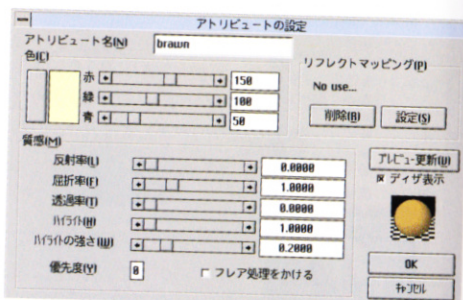 アトリビュートの設定
アトリビュート名(N) brawn
色(C)
赤 150
緑 100
青 50
リフレクトマッピング(P)
No use...
削除(B) 設定(S)
質感(M)
反射率(L) 0.0000
屈折率(F) 1.0000
透過率(T) 0.0000
ハイライト(H) 1.0000
ハイライトの強さ(W) 0.2000
優先度(Y) 0
フレア処理をかける
プレビュー更新(U)
ディザ表示
OK
キャンセル